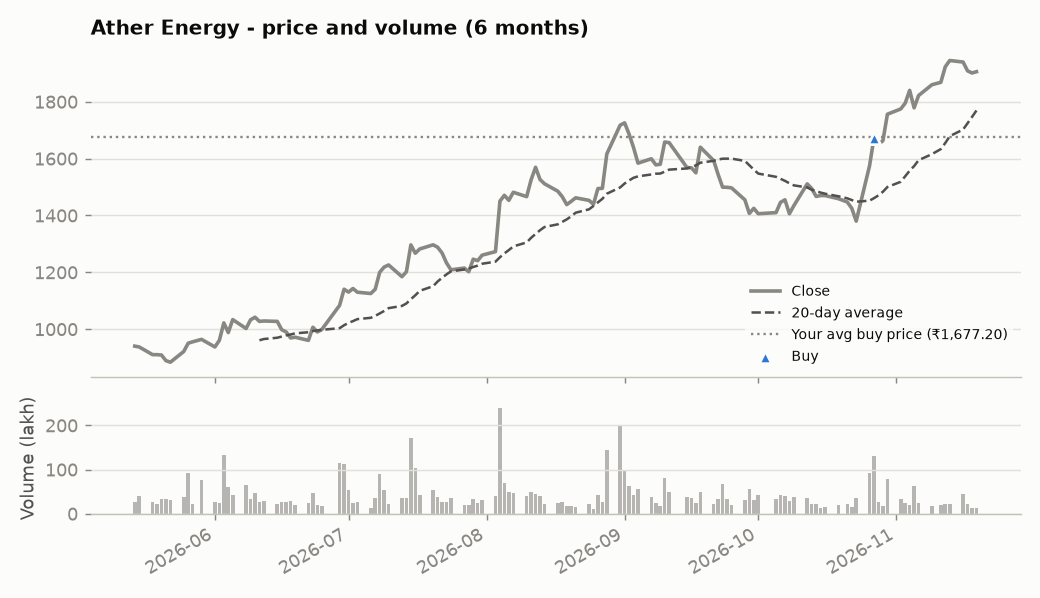 Ather Energy - price and volume (6 months)
1800
1600
1400
1200
1000
Close
20-day average
Your avg buy price (₹1,677.20)
Buy
Volume (lakh)
200
100
0
2026-06
2026-07
2026-08
2026-09
2026-10
2026-11